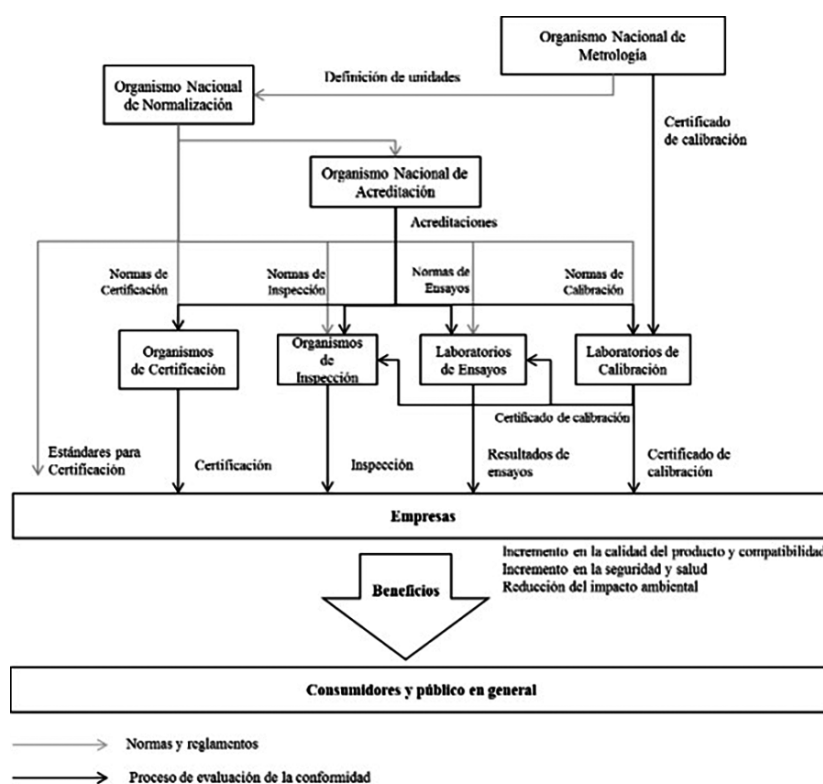 Organismo Nacional de
Metrología
Organismo Nacional
de Normalización
Definición de unidades
Certificado
de calibración
Organismo Nacional de
Acreditación
Acreditaciones
Normas de
Certificación
Normas de
Inspección
Normas de
Ensayos
Normas de
Calibración
Organismos
de Certificación
Organismos
de
Inspección
Laboratorios
de Ensayos
Laboratorios de
Calibración
Certificado de calibración
Estándares para
Certificación
Certificación
Inspección
Resultados de
ensayos
Certificado de
calibración
Empresas
Beneficios
Incremento en la calidad del producto y compatibilidad
Incremento en la seguridad y salud
Reducción del impacto ambiental
Consumidores y público en general
Normas y reglamentos
Proceso de evaluación de la conformidad